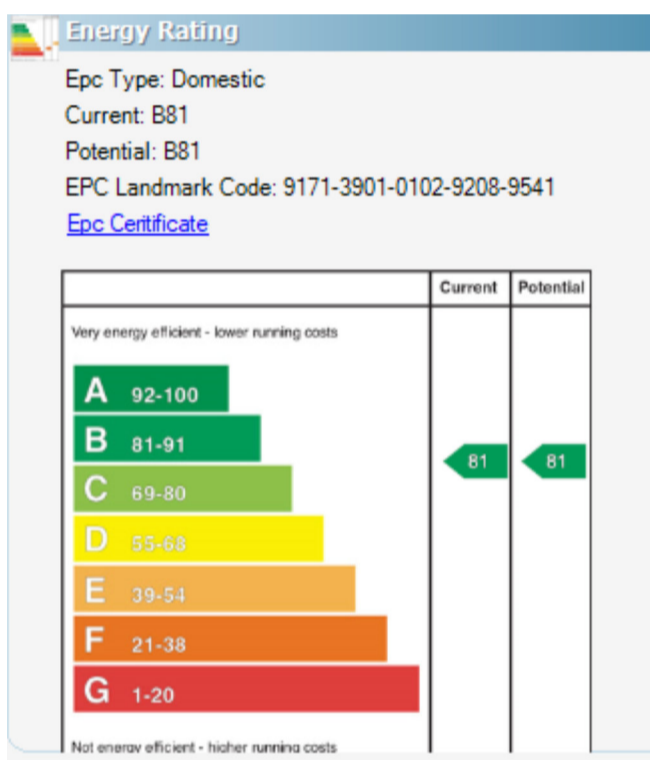 Energy Rating
Epc Type: Domestic
Current: B81
Potential: B81
EPC Landmark Code: 9171-3901-0102-9208-9541
Epc Ceritificate
Current Potential
Very energy efficient - lower running costs
A 92-100
B 81-91
81 81
C 69-80
D 55-68
E 39-54
F 21-38
G 1-20
Not energy efficient - higher running costs